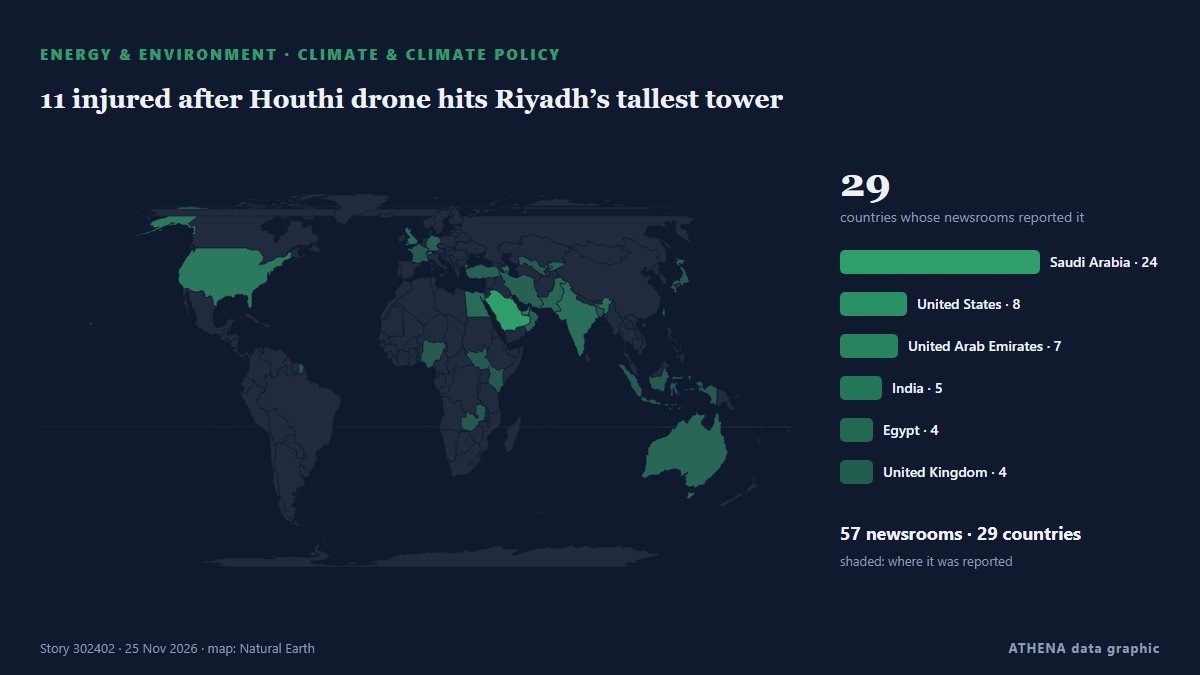 ENERGY & ENVIRONMENT · CLIMATE & CLIMATE POLICY
11 injured after Houthi drone hits Riyadh’s tallest tower
29
countries whose newsrooms reported it
Saudi Arabia · 24
United States · 8
United Arab Emirates · 7
India · 5
Egypt · 4
United Kingdom · 4
57 newsrooms · 29 countries
shaded: where it was reported
Story 302402 · 25 Nov 2026 · map: Natural Earth
ATHENA data graphic